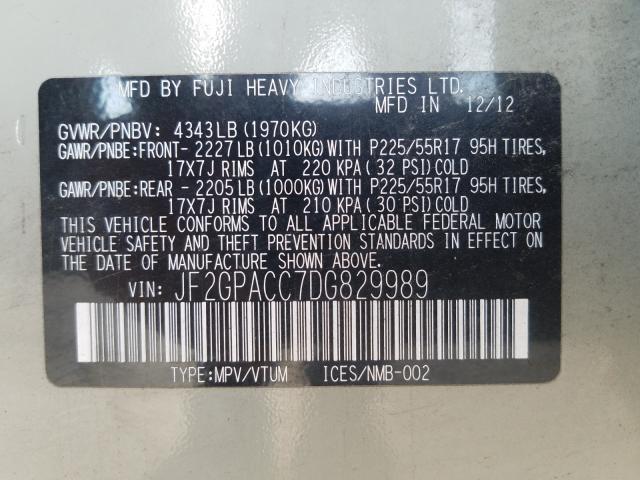 MFD BY FUJI HEAVY INDUSTRIES LTD.
MFD IN 12/12
GVWR/PNBV: 4343LB(1970KG)
GAWR/PNBE:FRONT-2227LB(1010KG)WITH P225/55R17 95H TIRES,
17X7J RIMS AT 220 KPA(32 PSI)COLD
GAWR/PNBE:REAR -2205LB(1000KG)WITH P225/55R17 95H TIRES,
17X7J RIMS AT 210 KPA(30 PSI)COLD
THIS VEHICLE CONFORMS TO ALL APPLICABLE FEDERAL MOTOR
VEHICLE SAFETY AND THEFT PREVENTION STANDARDS IN EFFECT ON
THE DATE OF MANUFACTURE SHOWN ABOVE.
VIN: JF2GPACC7DG829989
TYPE:MPV/VTUM ICES/NMB-002